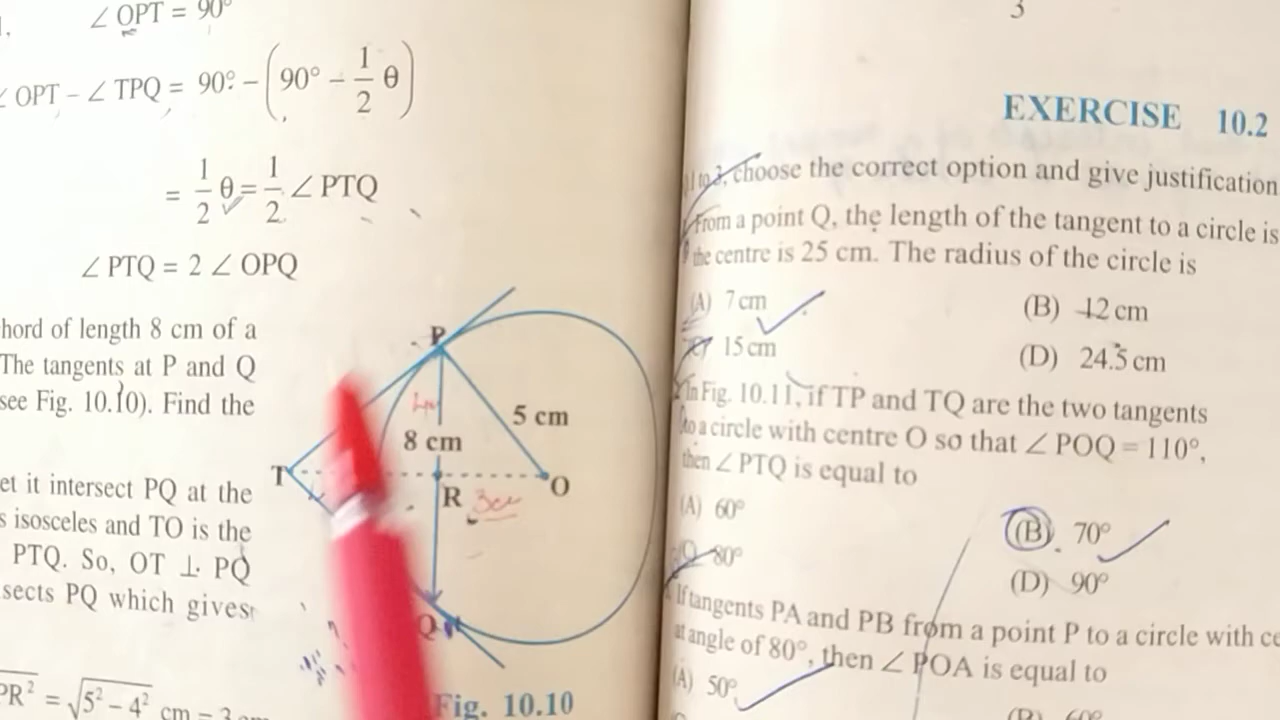 ∠ OPT = 90°
∠ OPT – ∠ TPQ = 90° – (90° – 1/2 θ)
= 1/2 θ = 1/2 ∠ PTQ
∠ PTQ = 2 ∠ OPQ
chord of length 8 cm of a
The tangents at P and Q
see Fig. 10.10). Find the
et it intersect PQ at the
s isosceles and TO is the
PTQ. So, OT ⊥ PQ
sects PQ which gives
PR² = √5² – 4² cm = 3 cm
P
5 cm
8 cm
T
O
R 3cm
Q
Fig. 10.10
3
EXERCISE 10.2
1 to 3, choose the correct option and give justification
From a point Q, the length of the tangent to a circle is
the centre is 25 cm. The radius of the circle is
(A) 7 cm (B) 12 cm
15 cm (D) 24.5 cm
In Fig. 10.11, if TP and TQ are the two tangents
to a circle with centre O so that ∠ POQ = 110°,
then ∠ PTQ is equal to
(A) 60° (B) 70°
80° (D) 90°
If tangents PA and PB from a point P to a circle with ce
at angle of 80°, then ∠ POA is equal to
(A) 50° (B) 60°